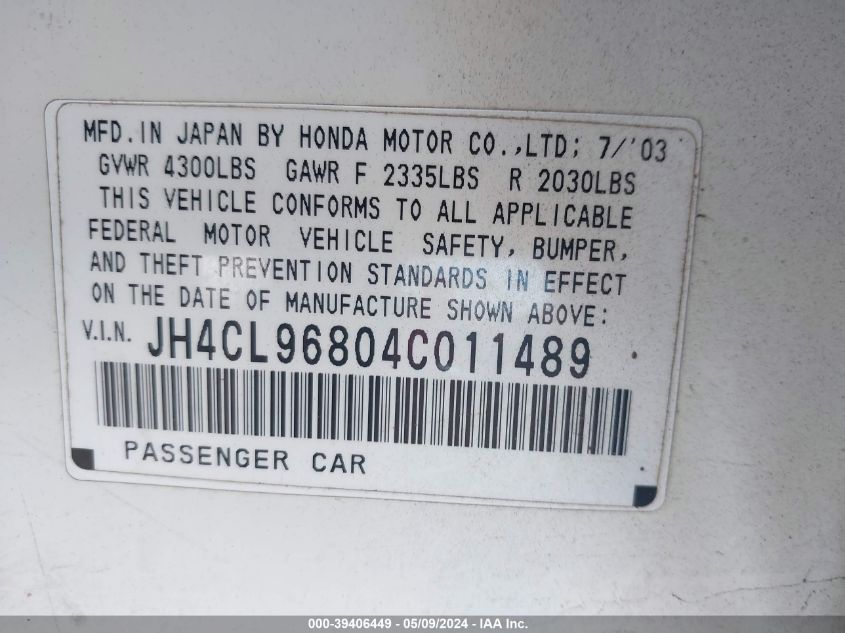 MFD.IN JAPAN BY HONDA MOTOR CO.,LTD; 7/'03
GVWR 4300LBS GAWR F 2335LBS R 2030LBS
THIS VEHICLE CONFORMS TO ALL APPLICABLE
FEDERAL MOTOR VEHICLE SAFETY, BUMPER,
AND THEFT PREVENTION STANDARDS IN EFFECT
ON THE DATE OF MANUFACTURE SHOWN ABOVE:
V.I.N. JH4CL96804C011489
PASSENGER CAR
000-39406449 - 05/09/2024 - IAA Inc.